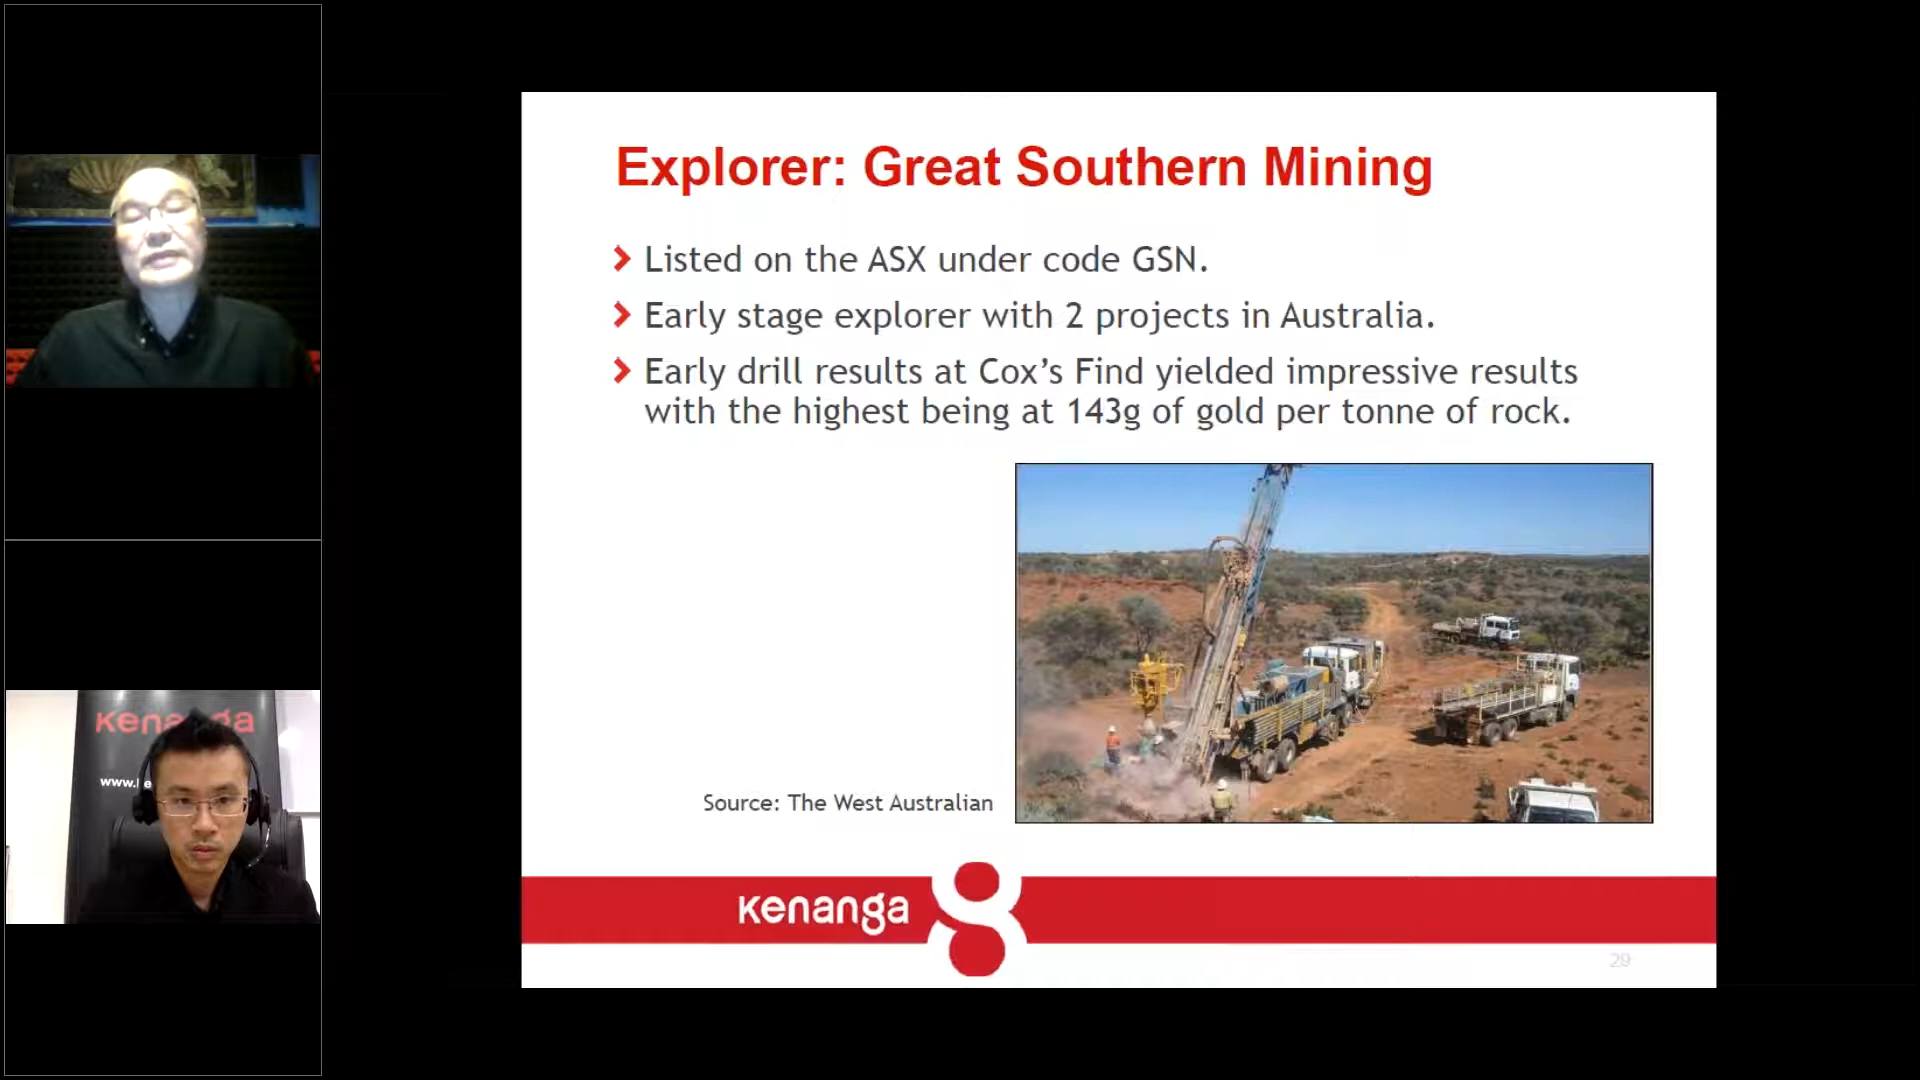 Explorer: Great Southern Mining
Listed on the ASX under code GSN.
Early stage explorer with 2 projects in Australia.
Early drill results at Cox’s Find yielded impressive results
with the highest being at 143g of gold per tonne of rock.
Source: The West Australian
kenanga
29